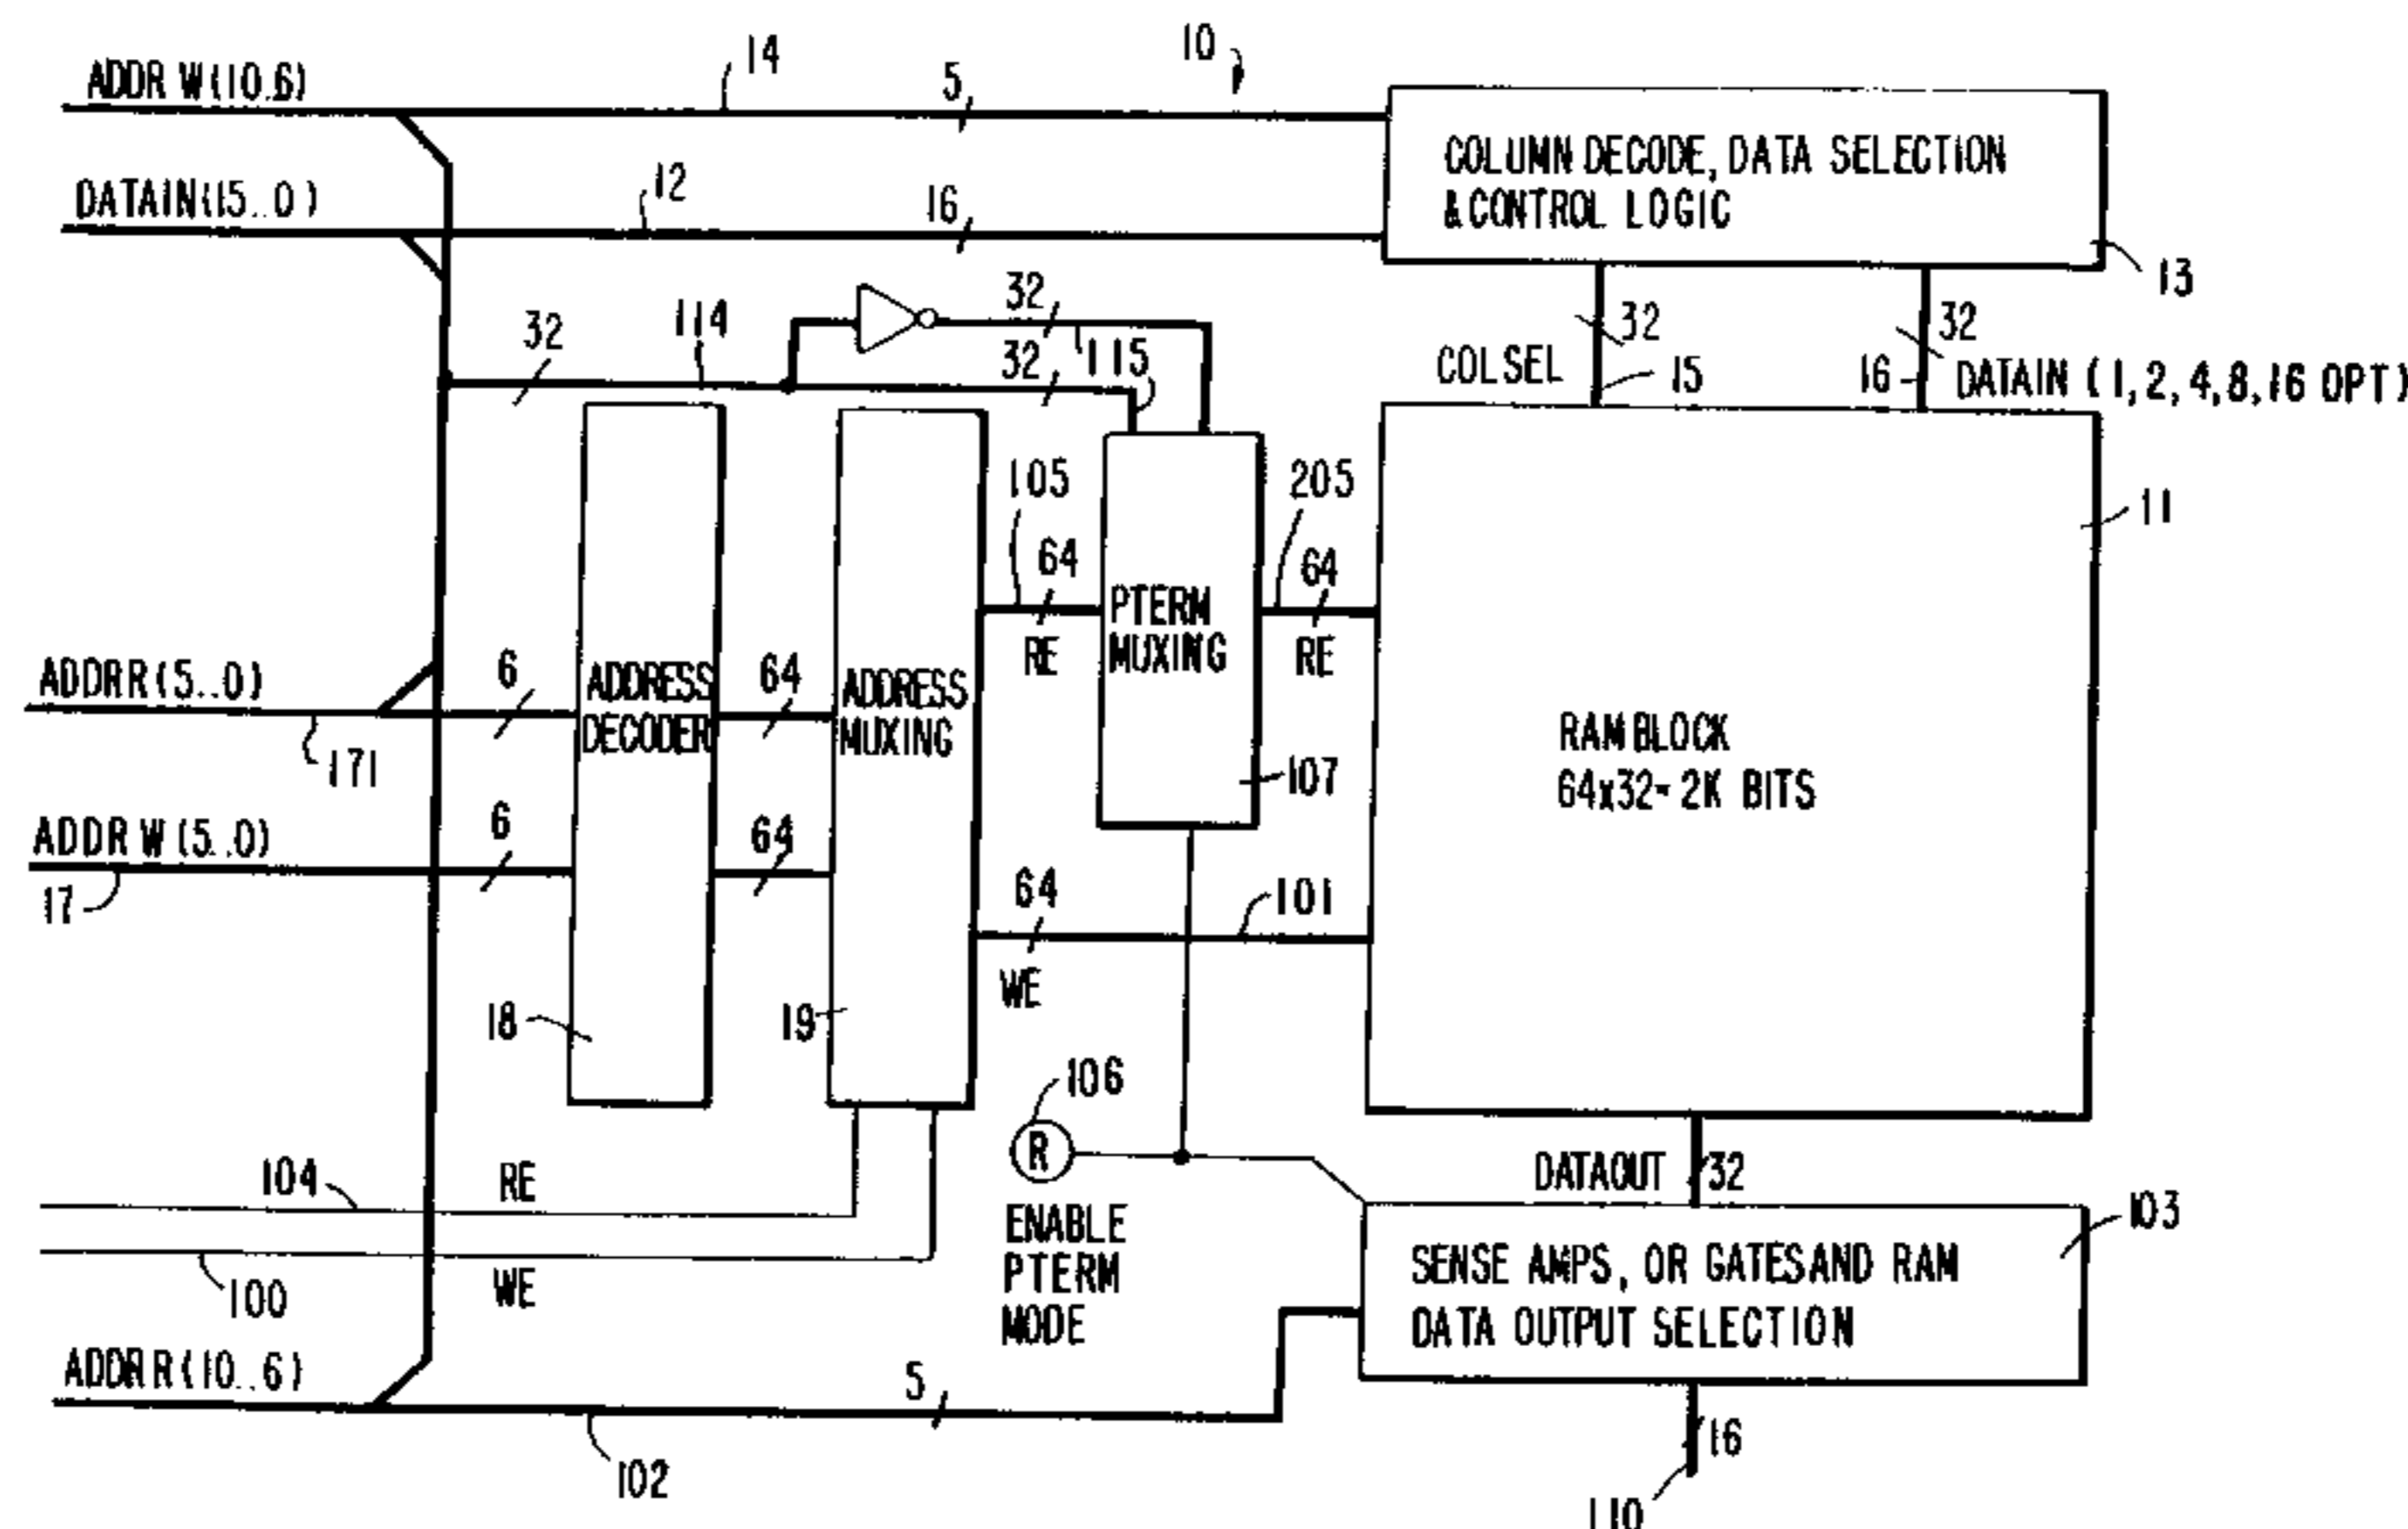 ADDR W(10.6)
14
5
10
DATAIN(15..0)
12
16
COLUMN DECODE, DATA SELECTION
& CONTROL LOGIC
13
32
114
32
32
115
32
32
COLSEL
15
16
DATAIN (1,2,4,8,16 OPT)
105
205
11
64
RE
PTERM
MUXING
64
RE
ADDRR(5..0)
171
6
ADDRESS
DECODER
64
ADDRESS
MUXING
RAM BLOCK
64x32-2K BITS
107
ADDR W(5..0)
17
6
64
64
101
WE
18
19
106
R
ENABLE
PTERM
MODE
104
RE
100
WE
DATAOUT
32
103
SENSE AMPS, OR GATES AND RAM
DATA OUTPUT SELECTION
ADDRR(10..6)
5
102
16
110